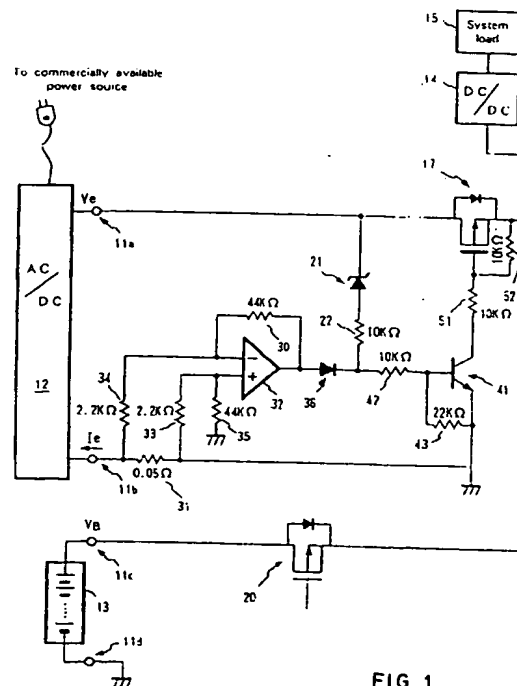 15
System
load
To commercially available
power source
14
DC/DC
17
Ve
11a
AC/DC
12
21
22
10KΩ
10KΩ
52
51
10KΩ
44KΩ
30
34
2.2KΩ
2.2KΩ
33
44KΩ
35
32
36
10KΩ
42
41
22KΩ
43
Ie
11b
0.05Ω
31
VB
11c
13
11d
20
FIG 1